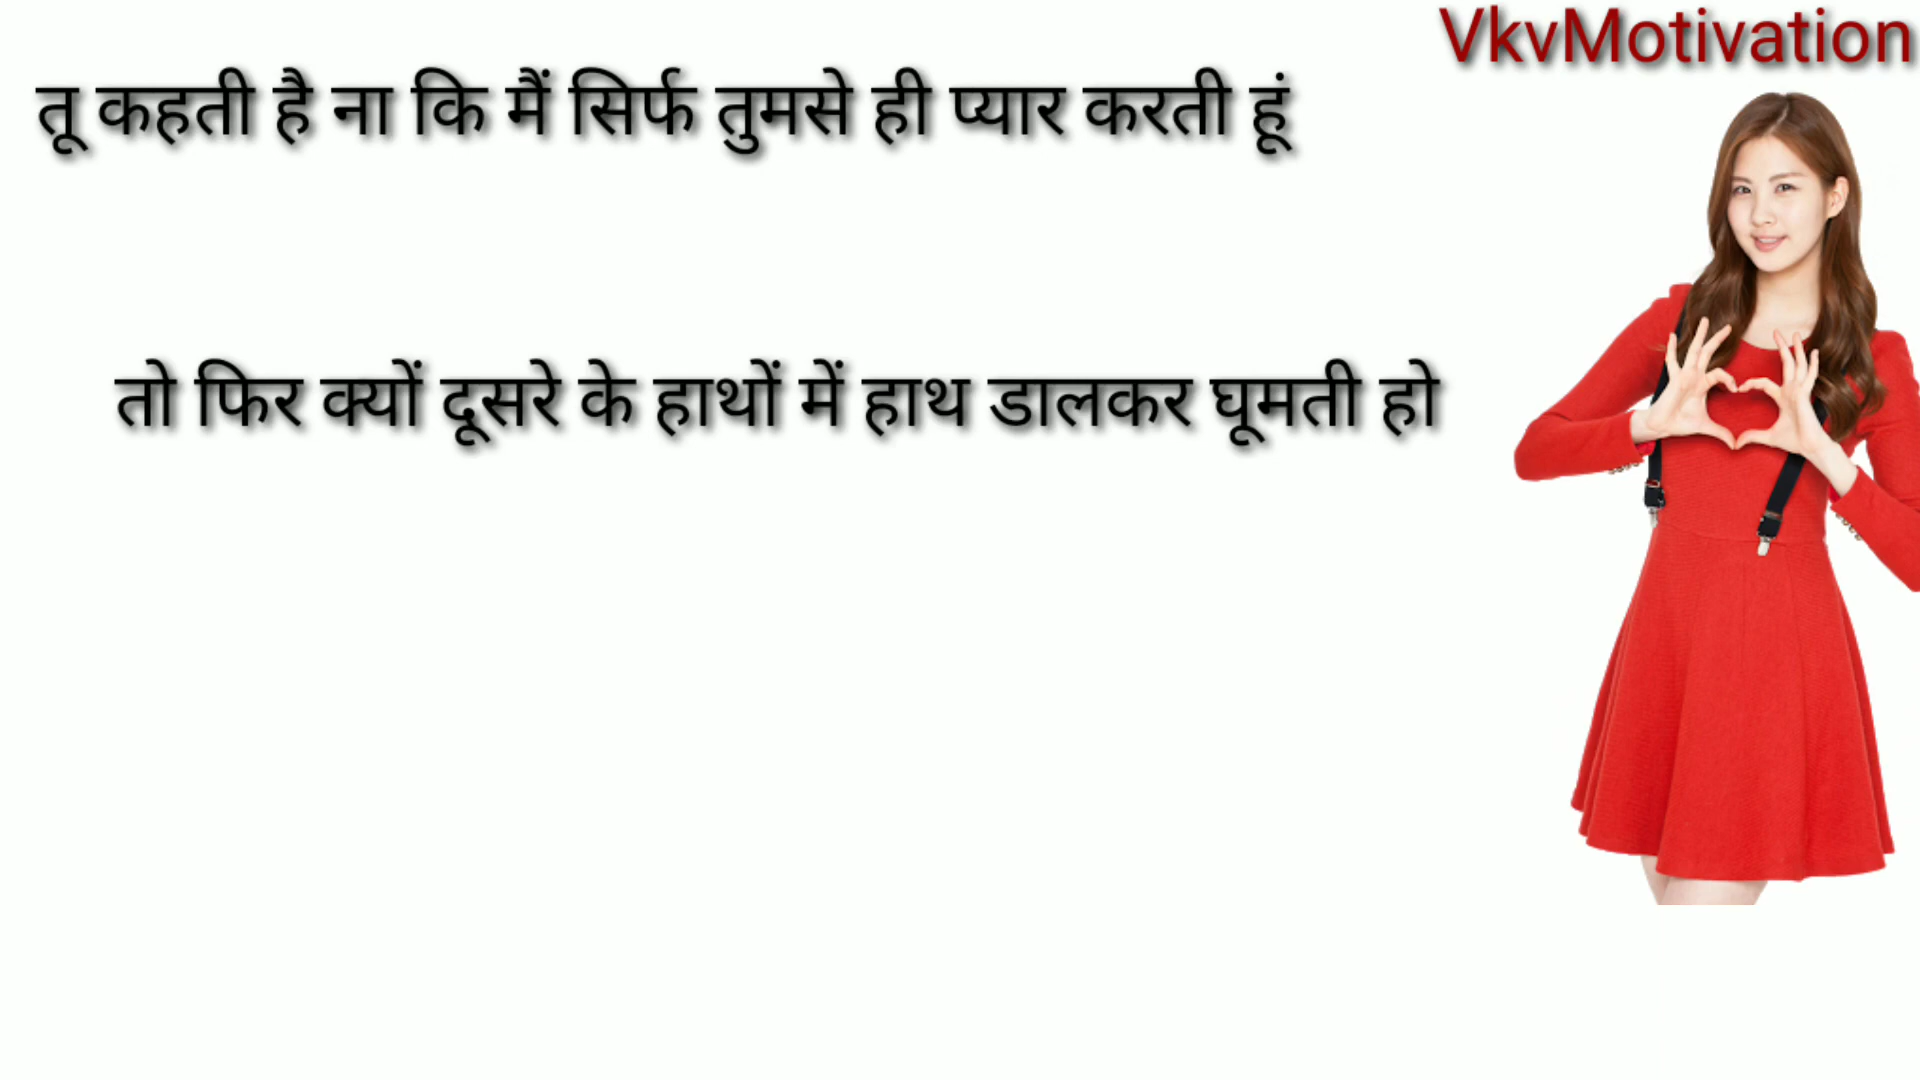 VkvMotivation
तू कहती है ना कि मैं सिर्फ तुमसे ही प्यार करती हूं
तो फिर क्यों दूसरे के हाथों में हाथ डालकर घूमती हो